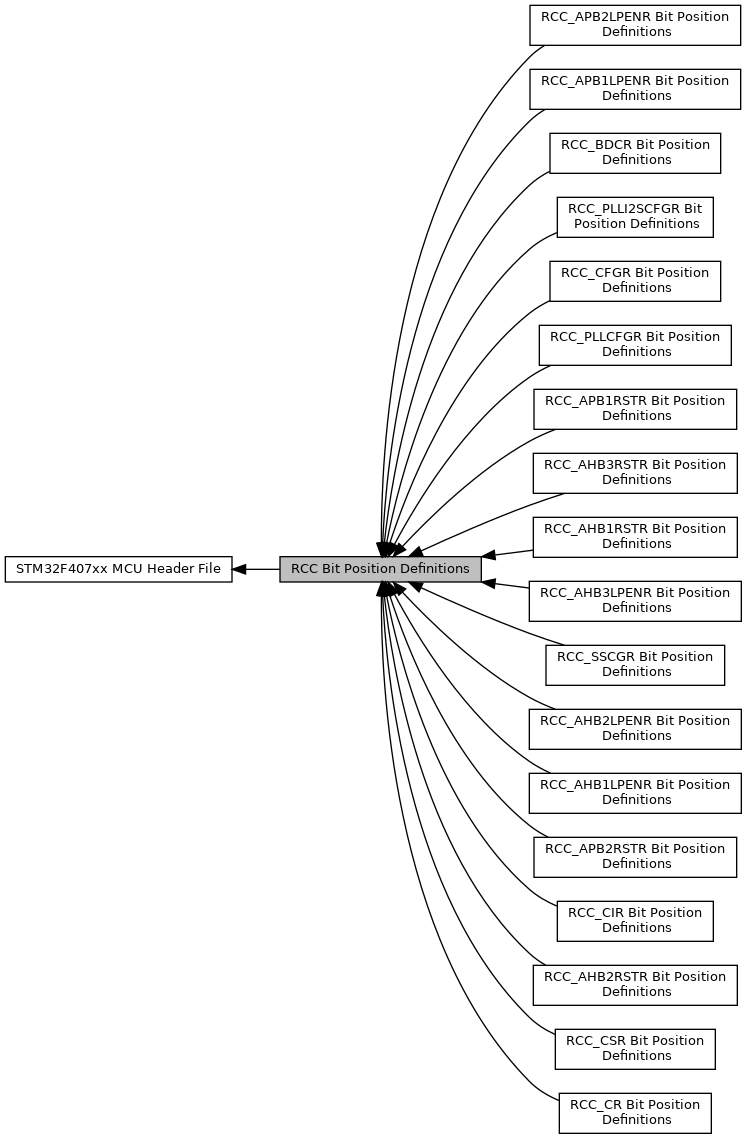 RCC_APB2LPENR Bit Position
Definitions
RCC_APB1LPENR Bit Position
Definitions
RCC_BDCR Bit Position
Definitions
RCC_PLLI2SCFGR Bit
Position Definitions
RCC_CFGR Bit Position
Definitions
RCC_PLLCFGR Bit Position
Definitions
RCC_APB1RSTR Bit Position
Definitions
RCC_AHB3RSTR Bit Position
Definitions
RCC_AHB1RSTR Bit Position
Definitions
STM32F407xx MCU Header File
RCC Bit Position Definitions
RCC_AHB3LPENR Bit Position
Definitions
RCC_SSCGR Bit Position
Definitions
RCC_AHB2LPENR Bit Position
Definitions
RCC_AHB1LPENR Bit Position
Definitions
RCC_APB2RSTR Bit Position
Definitions
RCC_CIR Bit Position
Definitions
RCC_AHB2RSTR Bit Position
Definitions
RCC_CSR Bit Position
Definitions
RCC_CR Bit Position
Definitions